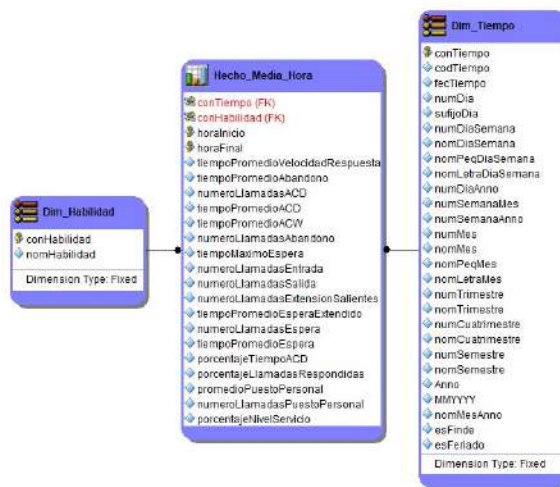 Dim_Habilidad
conHabilidad
nomHabilidad
Dimension Type: Fixed
Hecho_Media_Hora
conTiempo (FK)
conHabilidad (FK)
horaInicio
horaFinal
tiempoPromedioVelocidadRespuesta
tiempoPromedioAbandono
numeroLlamadasACD
tiempoPromedioACD
tiempoPromedioACW
numeroLlamadasAbandono
tiempoMaximoEspera
numeroLlamadasEntrada
numeroLlamadasSalida
numeroLlamadasExtensionSalientes
tiempoPromedioEsperaExtendido
numeroLlamadasEspera
tiempoPromedioEspera
porcentajeTiempoACD
porcentajeLlamadasRespondidas
promedioPuestoPersonal
numeroLlamadasPuestoPersonal
porcentajeNivelServicio
Dim_Tiempo
conTiempo
codTiempo
fecTiempo
numDia
sufijoDia
numDiaSemana
nomDiaSemana
nomPeqDiaSemana
nomLetraDiaSemana
numDiaAnno
numSemanaMes
numSemanaAnno
numMes
nomMes
nomPeqMes
nomLetraMes
numTrimestre
nomTrimestre
numCuatrimestre
nomCuatrimestre
numSemestre
nomSemestre
Anno
MMYYYY
nomMesAnno
esFinde
esFeriado
Dimension Type: Fixed